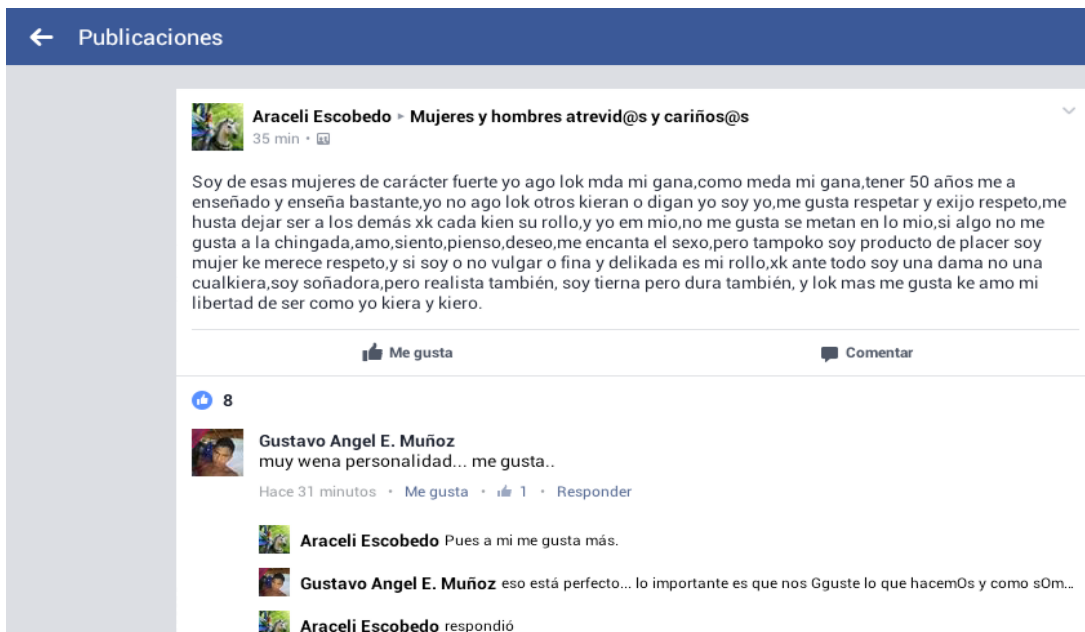 Publicaciones
Araceli Escobedo ▸ Mujeres y hombres atrevid@s y cariños@s
35 min •
Soy de esas mujeres de carácter fuerte yo ago lok mda mi gana,como meda mi gana,tener 50 años me a
enseñado y enseña bastante,yo no ago lok otros kieran o digan yo soy yo,me gusta respetar y exijo respeto,me
husta dejar ser a los demás xk cada kien su rollo,y yo em mio,no me gusta se metan en lo mio,si algo no me
gusta a la chingada,amo,siento,pienso,deseo,me encanta el sexo,pero tampoko soy producto de placer soy
mujer ke merece respeto,y si soy o no vulgar o fina y delikada es mi rollo,xk ante todo soy una dama no una
cualkiera,soy soñadora,pero realista también, soy tierna pero dura también, y lok mas me gusta ke amo mi
libertad de ser como yo kiera y kiero.
Me gusta Comentar
8
Gustavo Angel E. Muñoz
muy wena personalidad... me gusta..
Hace 31 minutos • Me gusta • 1 • Responder
Araceli Escobedo Pues a mi me gusta más.
Gustavo Angel E. Muñoz eso está perfecto... lo importante es que nos Gguste lo que hacemOs y como sOm...
Araceli Escobedo respondió